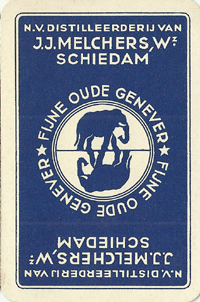 N.V. DISTILLEERDERIJ VAN
J.J. MELCHERS, Wz
SCHIEDAM
★ FIJNE OUDE GENEVER ★
FIJNE OUDE GENEVER
N.V. DISTILLEERDERIJ VAN
J.J. MELCHERS, Wz
SCHIEDAM